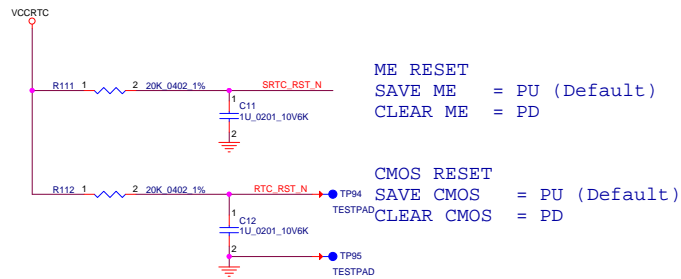 VCCRTC
R111 1 2 20K_0402_1% SRTC_RST_N
1
C11
1U_0201_10V6K
2
ME RESET
SAVE ME = PU (Default)
CLEAR ME = PD
R112 1 2 20K_0402_1% RTC_RST_N TP94
TESTPAD
1
C12
1U_0201_10V6K
2
TP95
TESTPAD
CMOS RESET
SAVE CMOS = PU (Default)
CLEAR CMOS = PD